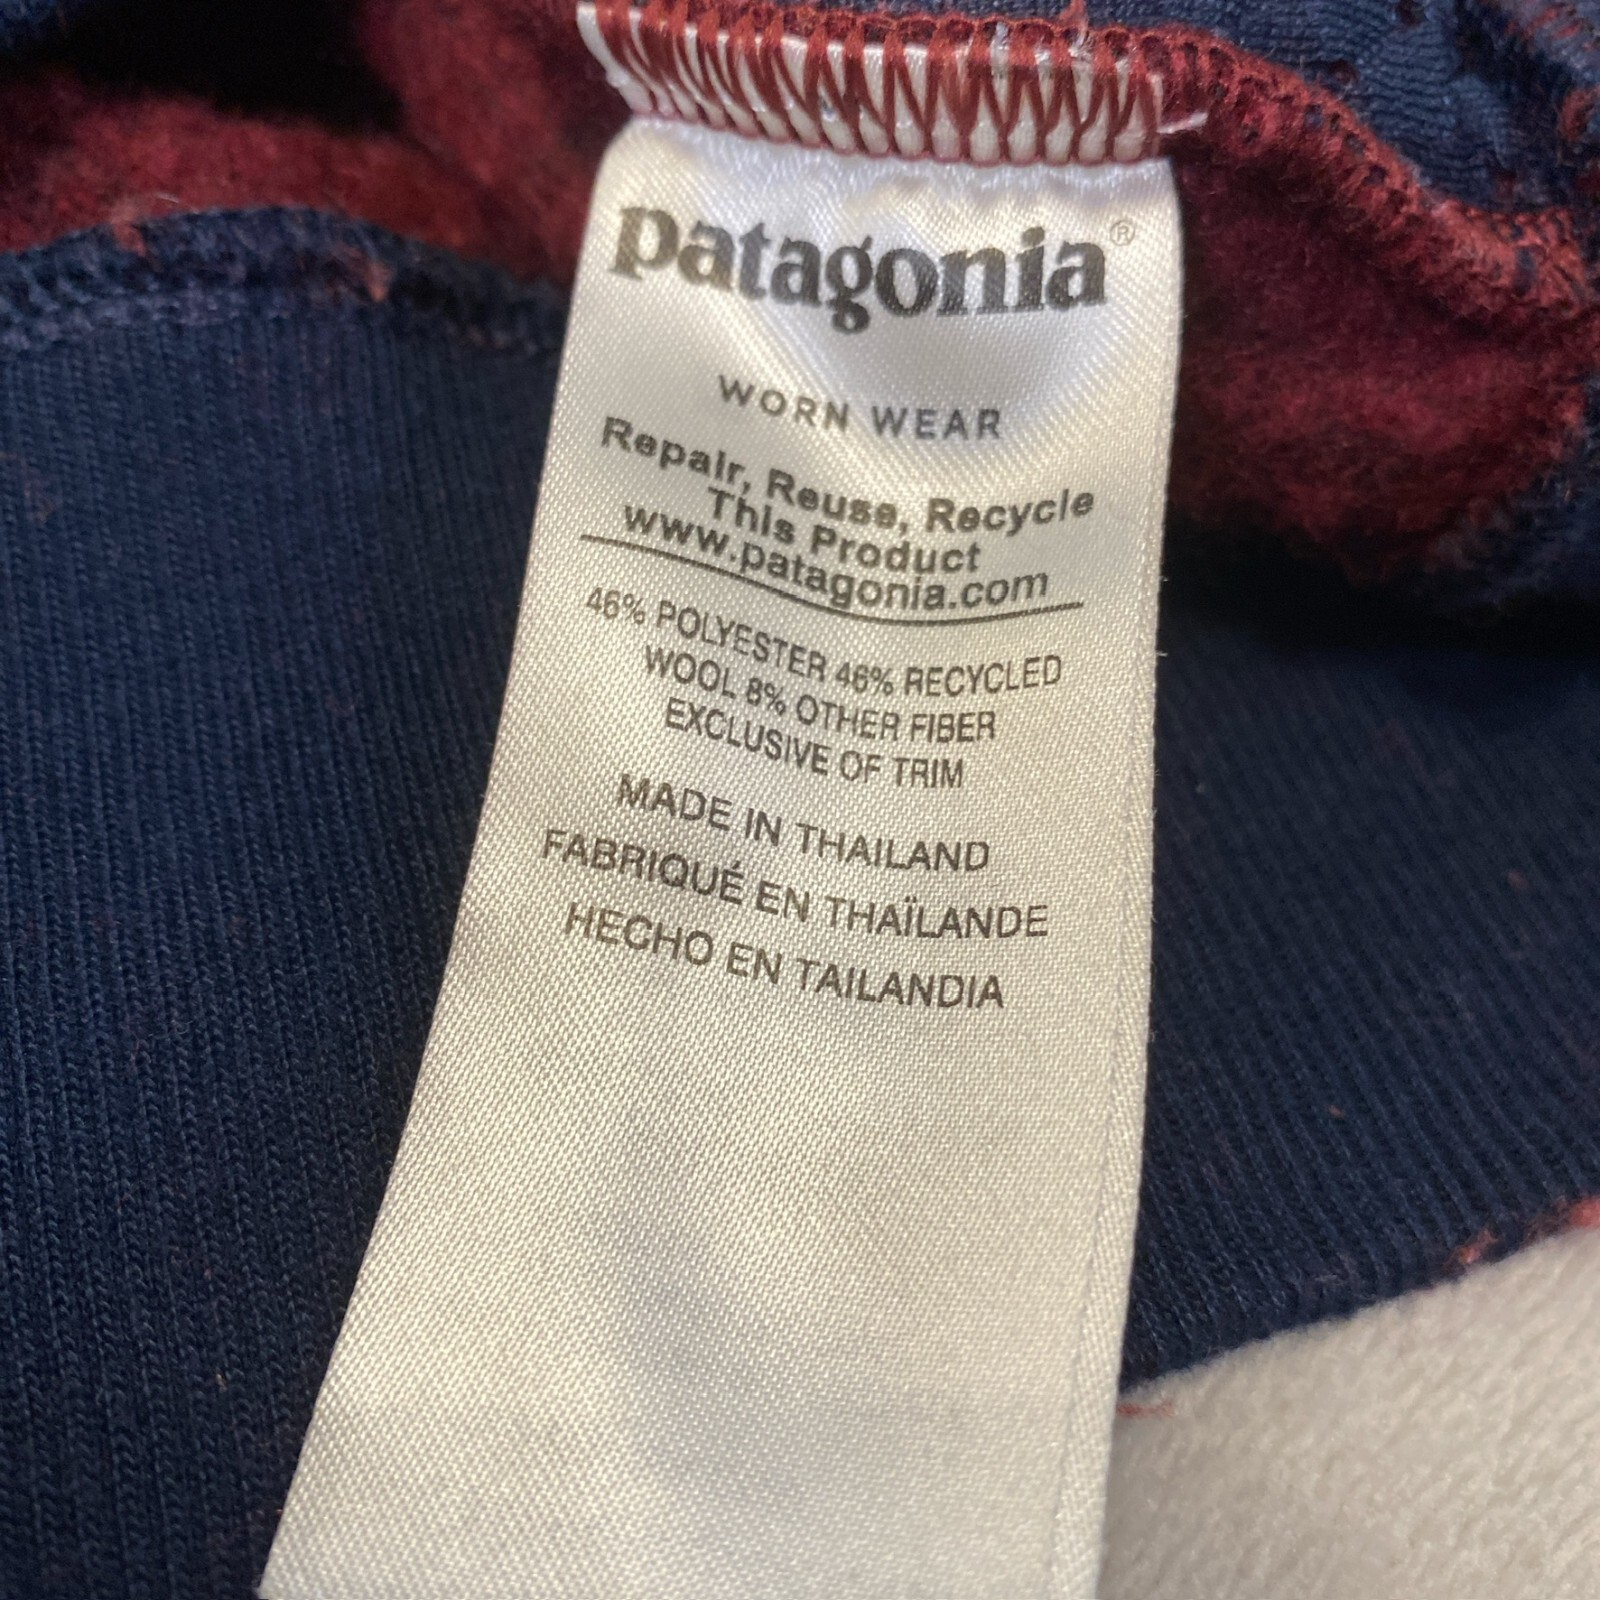 patagonia®
WORN WEAR
Repair, Reuse, Recycle
This Product
www.patagonia.com
46% POLYESTER 46% RECYCLED
WOOL 8% OTHER FIBER
EXCLUSIVE OF TRIM
MADE IN THAILAND
FABRIQUÉ EN THAÏLANDE
HECHO EN TAILANDIA